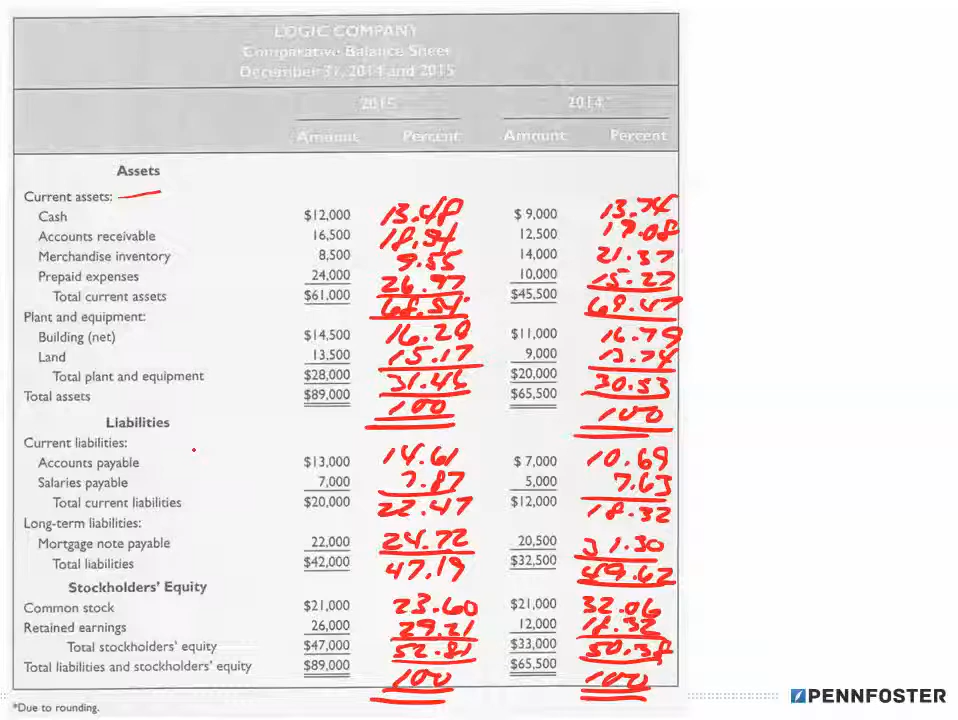 LOGIC COMPANY
Comparative Balance Sheet
December 31, 2014 and 2015
2015 2014*
Amount Percent Amount Percent
Assets
Current assets:
Cash $12,000 13.48 $ 9,000 13.74
Accounts receivable 16,500 18.54 12,500 19.08
Merchandise inventory 8,500 9.55 14,000 21.37
Prepaid expenses 24,000 26.97 10,000 15.27
Total current assets $61,000 68.54 $45,500 69.47
Plant and equipment:
Building (net) $14,500 16.29 $11,000 16.79
Land 13,500 15.17 9,000 13.74
Total plant and equipment $28,000 31.46 $20,000 30.53
Total assets $89,000 100 $65,500 100
Liabilities
Current liabilities:
Accounts payable $13,000 14.61 $ 7,000 10.69
Salaries payable 7,000 7.87 5,000 7.63
Total current liabilities $20,000 22.47 $12,000 18.32
Long-term liabilities:
Mortgage note payable 22,000 24.72 20,500 31.30
Total liabilities $42,000 47.19 $32,500 49.62
Stockholders' Equity
Common stock $21,000 23.60 $21,000 32.06
Retained earnings 26,000 29.21 12,000 18.32
Total stockholders' equity $47,000 52.81 $33,000 50.38
Total liabilities and stockholders' equity $89,000 100 $65,500 100
*Due to rounding.
PENNFOSTER